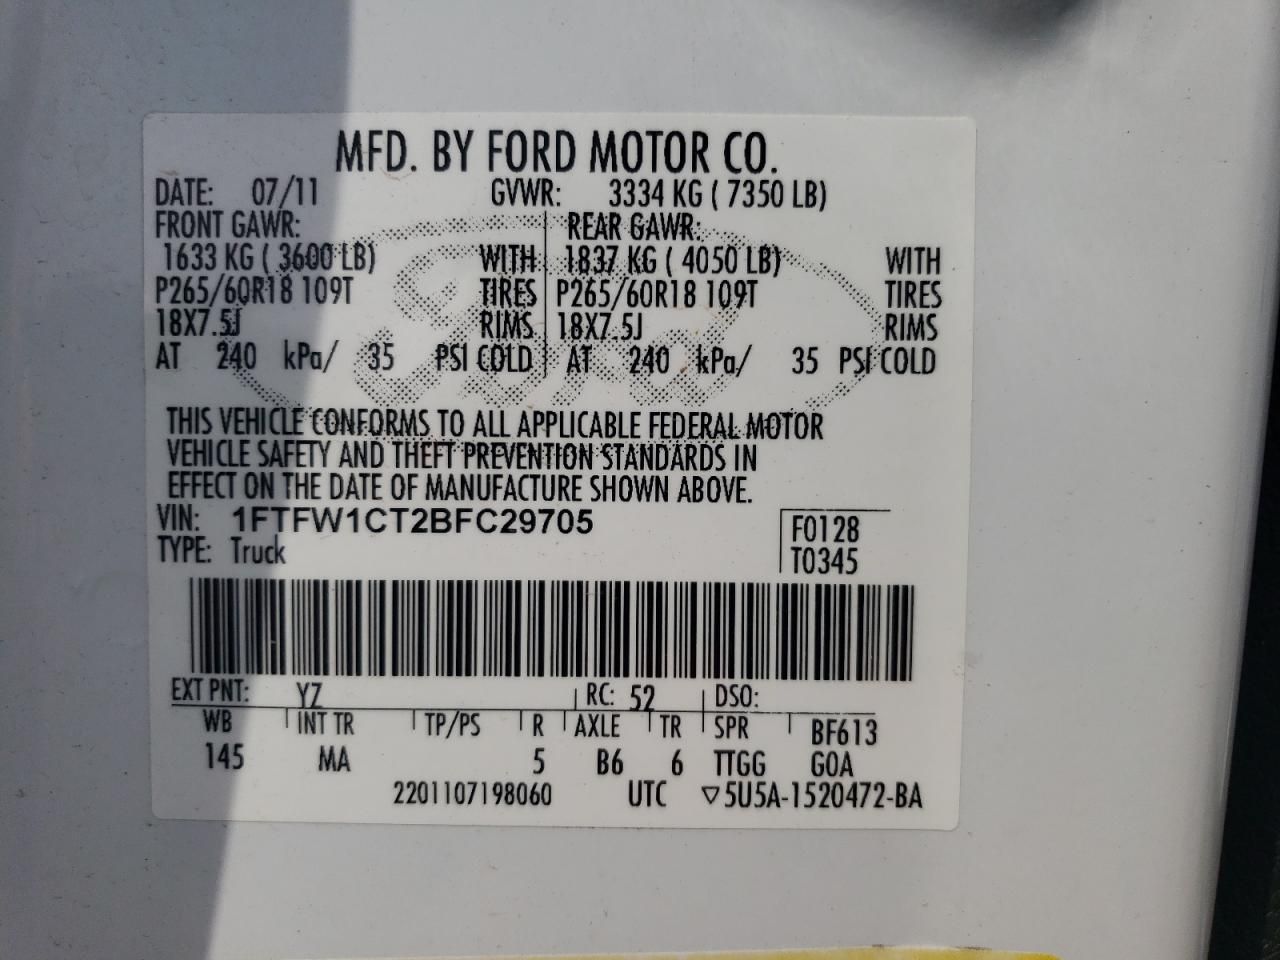 MFD. BY FORD MOTOR CO.
DATE: 07/11 GVWR: 3334 KG ( 7350 LB)
FRONT GAWR: REAR GAWR:
1633 KG ( 3600 LB) WITH 1837 KG ( 4050 LB) WITH
P265/60R18 109T TIRES P265/60R18 109T TIRES
18X7.5J RIMS 18X7.5J RIMS
AT 240 kPa/ 35 PSI COLD AT 240 kPa/ 35 PSI COLD
Ford
THIS VEHICLE CONFORMS TO ALL APPLICABLE FEDERAL MOTOR
VEHICLE SAFETY AND THEFT PREVENTION STANDARDS IN
EFFECT ON THE DATE OF MANUFACTURE SHOWN ABOVE.
VIN: 1FTFW1CT2BFC29705 F0128
TYPE: Truck T0345
EXT PNT: YZ RC: 52 DSO:
WB INT TR TP/PS R AXLE TR SPR BF613
145 MA 5 B6 6 TTGG GOA
2201107198060 UTC ▽5U5A-1520472-BA